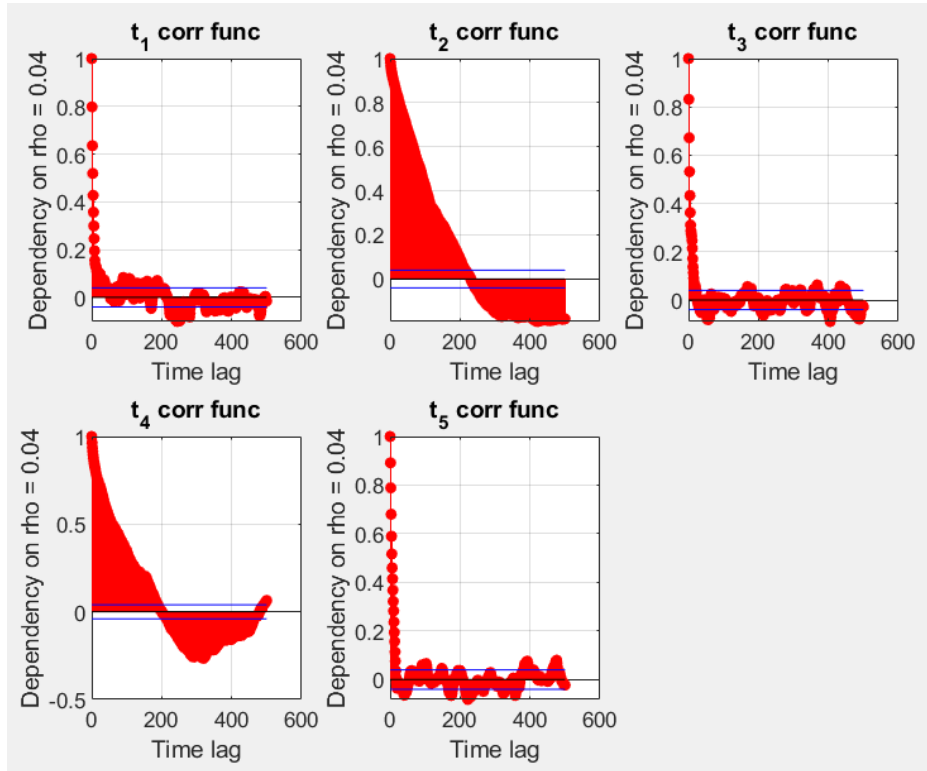 t1 corr func
Dependency on rho = 0.04
1
0.8
0.6
0.4
0.2
0
0 200 400 600
Time lag
t2 corr func
Dependency on rho = 0.04
1
0.8
0.6
0.4
0.2
0
0 200 400 600
Time lag
t3 corr func
Dependency on rho = 0.04
1
0.8
0.6
0.4
0.2
0
0 200 400 600
Time lag
t4 corr func
Dependency on rho = 0.04
1
0.5
0
-0.5
0 200 400 600
Time lag
t5 corr func
Dependency on rho = 0.04
1
0.8
0.6
0.4
0.2
0
0 200 400 600
Time lag